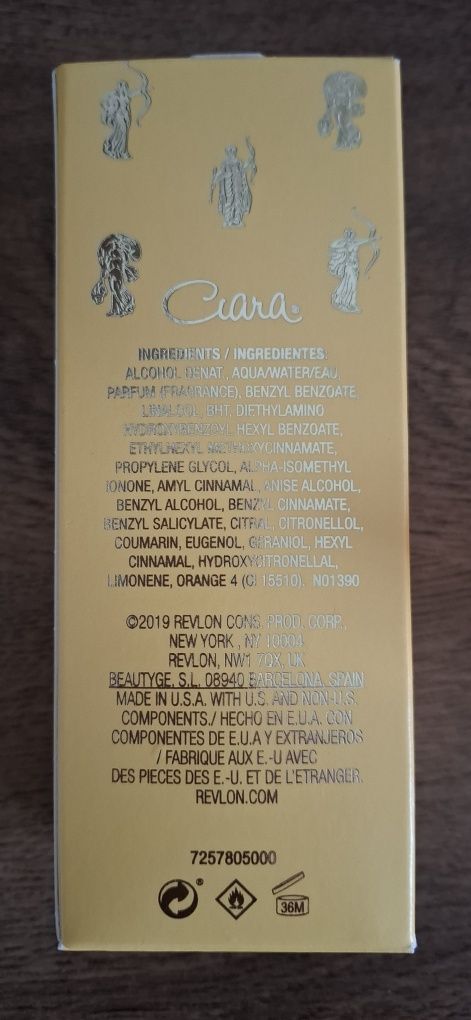 Ciara®
INGREDIENTS / INGREDIENTES:
ALCOHOL DENAT., AQUA/WATER/EAU,
PARFUM (FRAGRANCE), BENZYL BENZOATE,
LINALOOL, BHT, DIETHYLAMINO
HYDROXYBENZOYL HEXYL BENZOATE,
ETHYLHEXYL METHOXYCINNAMATE,
PROPYLENE GLYCOL, ALPHA-ISOMETHYL
IONONE, AMYL CINNAMAL, ANISE ALCOHOL,
BENZYL ALCOHOL, BENZYL CINNAMATE,
BENZYL SALICYLATE, CITRAL, CITRONELLOL,
COUMARIN, EUGENOL, GERANIOL, HEXYL
CINNAMAL, HYDROXYCITRONELLAL,
LIMONENE, ORANGE 4 (CI 15510). N01390
©2019 REVLON CONS. PROD. CORP.,
NEW YORK, NY 10004
REVLON, NW1 7QX, UK
BEAUTYGE, S.L. 08940 BARCELONA, SPAIN
MADE IN U.S.A. WITH U.S. AND NON-U.S.
COMPONENTS./ HECHO EN E.U.A. CON
COMPONENTES DE E.U.A Y EXTRANJEROS
/ FABRIQUE AUX E.-U AVEC
DES PIECES DES E.-U. ET DE L'ETRANGER.
REVLON.COM
7257805000
® 36M